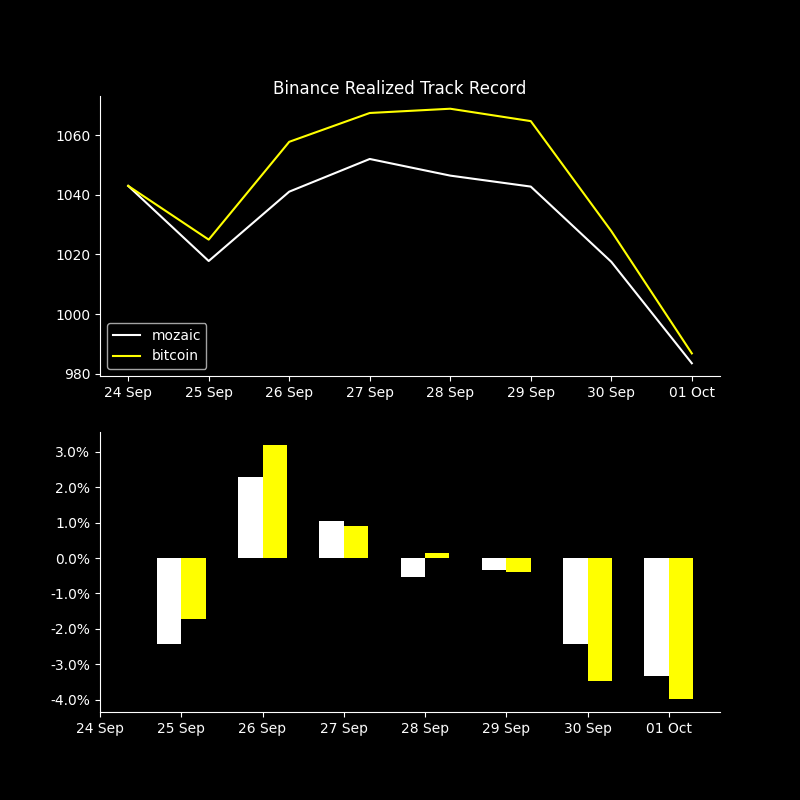 Binance Realized Track Record
1060
1040
1020
1000
980
mozaic
bitcoin
24 Sep 25 Sep 26 Sep 27 Sep 28 Sep 29 Sep 30 Sep 01 Oct
3.0%
2.0%
1.0%
0.0%
-1.0%
-2.0%
-3.0%
-4.0%
24 Sep 25 Sep 26 Sep 27 Sep 28 Sep 29 Sep 30 Sep 01 Oct